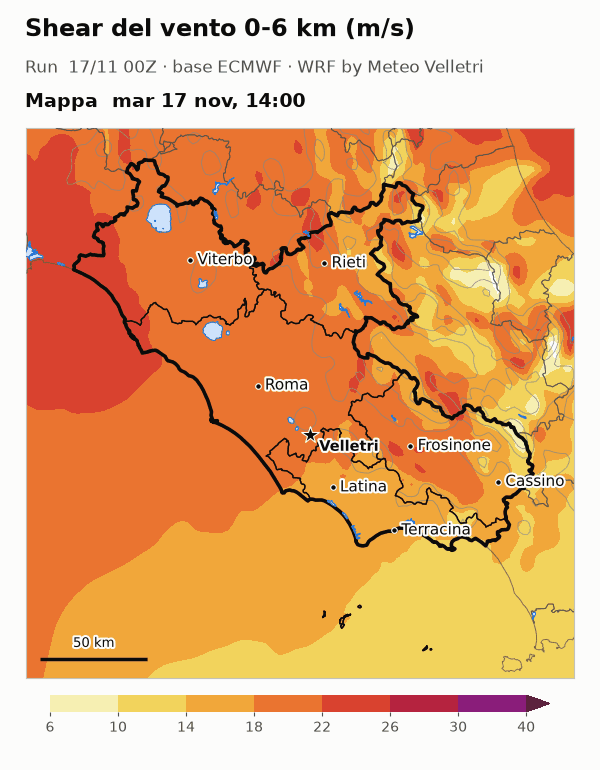 Shear del vento 0-6 km (m/s)
Run  17/11 00Z · base ECMWF · WRF by Meteo Velletri
Mappa  mar 17 nov, 14:00
Viterbo
Rieti
Roma
Velletri
Frosinone
Cassino
Latina
Terracina
50 km
6 10 14 18 22 26 30 40